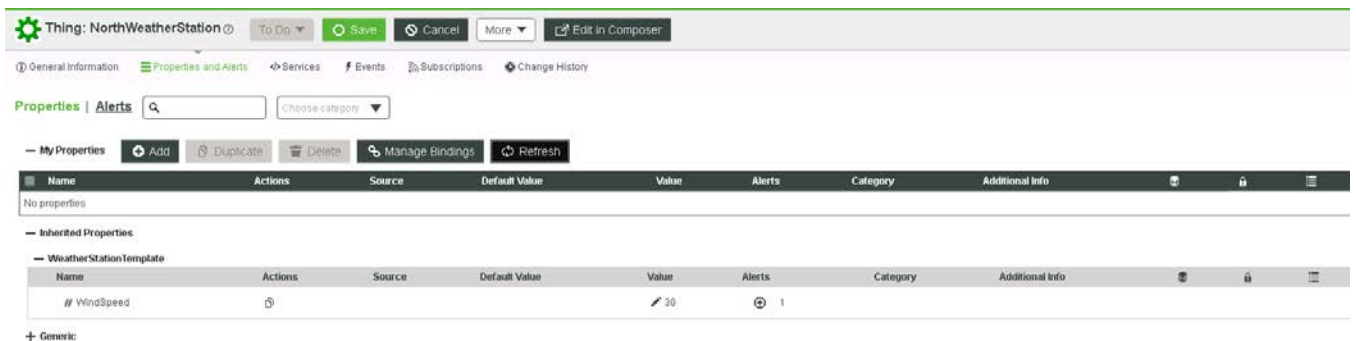 Thing: NorthWeatherStation To Do Save Cancel More Edit in Composer
General Information Properties and Alerts Services Events Subscriptions Change History
Properties | Alerts Choose category
My Properties Add Duplicate Delete Manage Bindings Refresh
Name Actions Source Default Value Value Alerts Category Additional Info
No properties
Inherited Properties
WeatherStationTemplate
Name Actions Source Default Value Value Alerts Category Additional Info
# WindSpeed 30 1
Generic